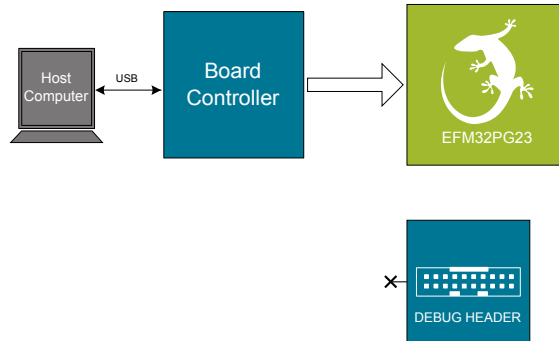 Host
Computer
USB
Board
Controller
EFM32PG23
DEBUG HEADER